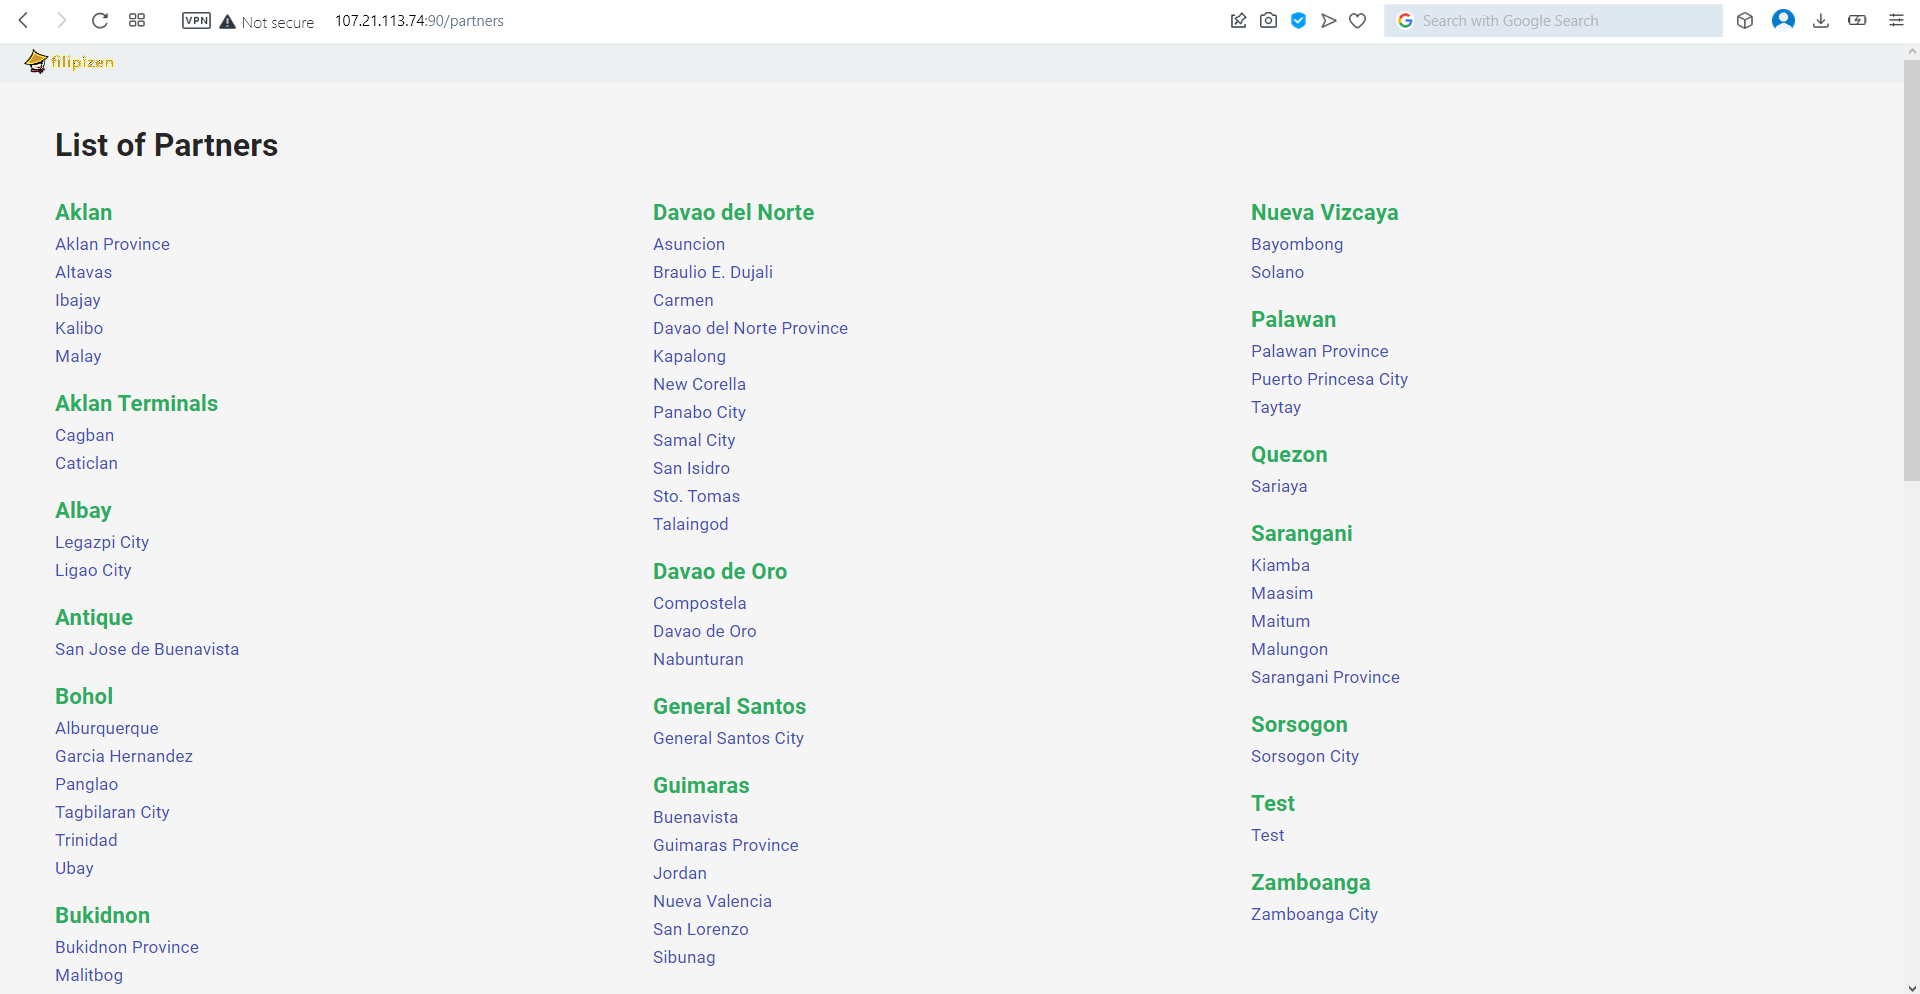 VPN Not secure 107.21.113.74:90/partners Search with Google Search
filipizen
List of Partners
Aklan
Aklan Province
Altavas
Ibajay
Kalibo
Malay
Aklan Terminals
Cagban
Caticlan
Albay
Legazpi City
Ligao City
Antique
San Jose de Buenavista
Bohol
Alburquerque
Garcia Hernandez
Panglao
Tagbilaran City
Trinidad
Ubay
Bukidnon
Bukidnon Province
Malitbog
Davao del Norte
Asuncion
Braulio E. Dujali
Carmen
Davao del Norte Province
Kapalong
New Corella
Panabo City
Samal City
San Isidro
Sto. Tomas
Talaingod
Davao de Oro
Compostela
Davao de Oro
Nabunturan
General Santos
General Santos City
Guimaras
Buenavista
Guimaras Province
Jordan
Nueva Valencia
San Lorenzo
Sibunag
Nueva Vizcaya
Bayombong
Solano
Palawan
Palawan Province
Puerto Princesa City
Taytay
Quezon
Sariaya
Sarangani
Kiamba
Maasim
Maitum
Malungon
Sarangani Province
Sorsogon
Sorsogon City
Test
Test
Zamboanga
Zamboanga City